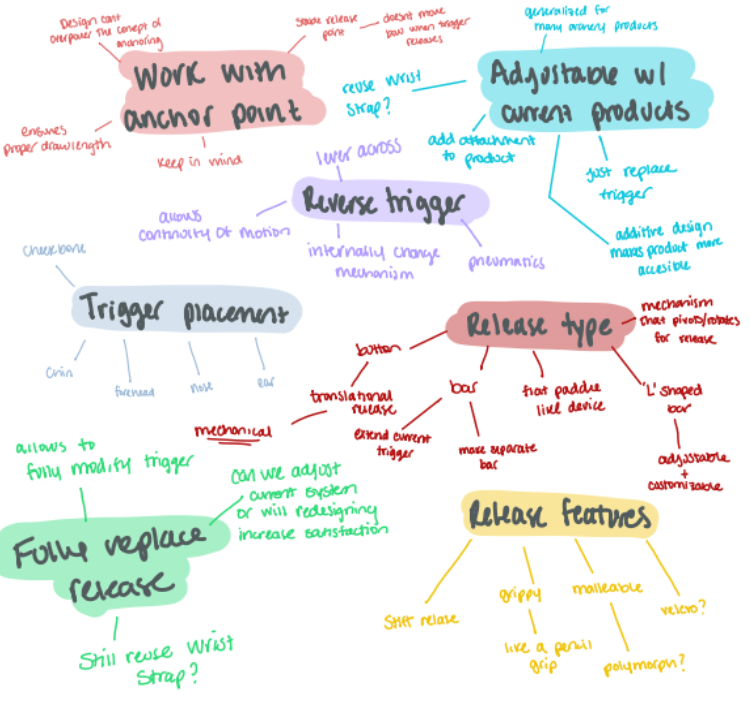 Design cant
overpower the concept of
anchoring
Stable release
point
doesnt move
bow when trigger
releases
Work with
anchor point
ensures
proper drawlength
keep in mind
generalized for
many archery products
reuse wrist
strap?
Adjustable w/
current products
add attachment
to product
just replace
trigger
additive design
makes product more
accesible
lever across
Reverse trigger
allows
continuity of motion
internally change
mechanism
pneumatics
Cheekbone
Trigger placement
Chin
forehead
nose
ear
Release type
mechanism
that pivots/rotates
for release
button
translational
release
mechanical
bar
extend current
trigger
make separate
bar
flat paddle
like device
'L' shaped
bar
adjustable
+
customizable
allows to
fully modify trigger
can we adjust
current system
or will redesigning
increase satisfaction
Fully replace
release
Still reuse wrist
strap?
Release features
Stiff relase
grippy
like a pencil
grip
malleable
polymorph?
velcro?